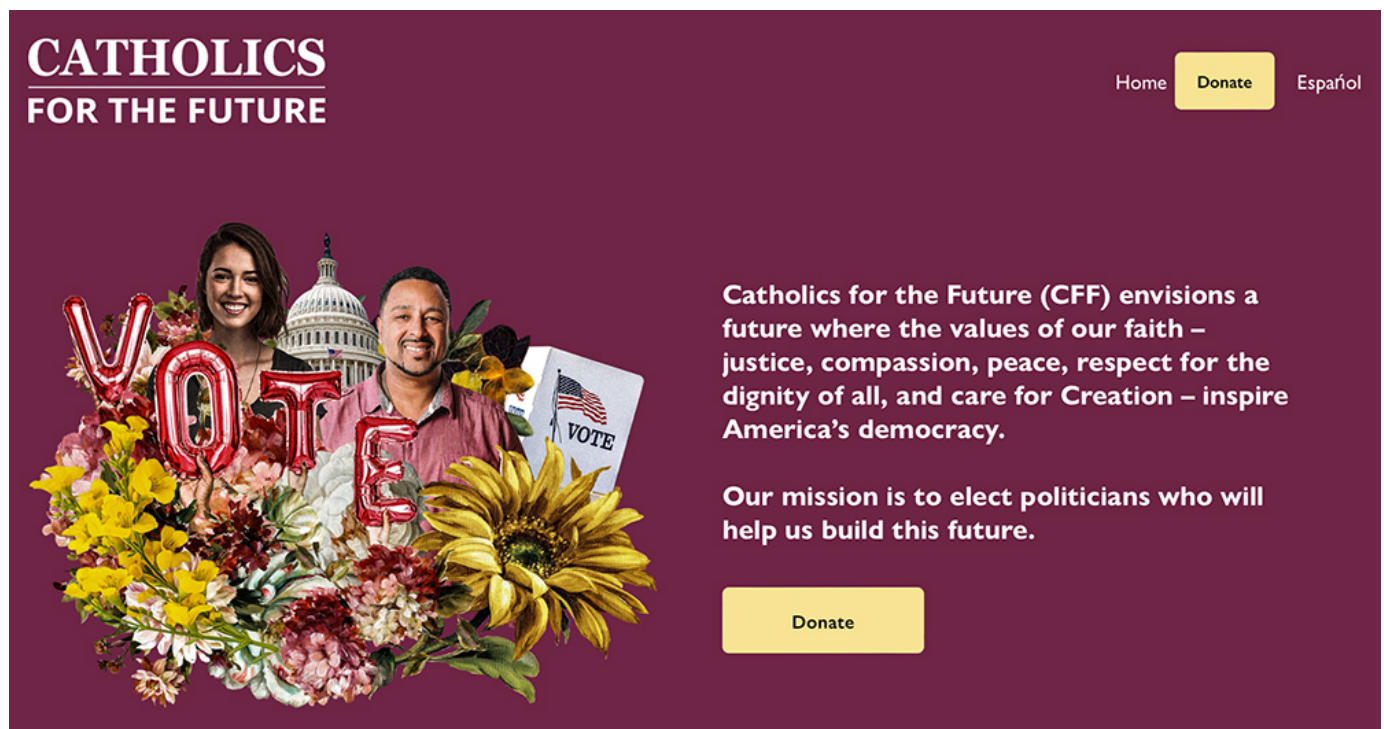 CATHOLICS
FOR THE FUTURE
Home Donate Espańol
VOTE
VOTE
Catholics for the Future (CFF) envisions a
future where the values of our faith –
justice, compassion, peace, respect for the
dignity of all, and care for Creation – inspire
America’s democracy.
Our mission is to elect politicians who will
help us build this future.
Donate